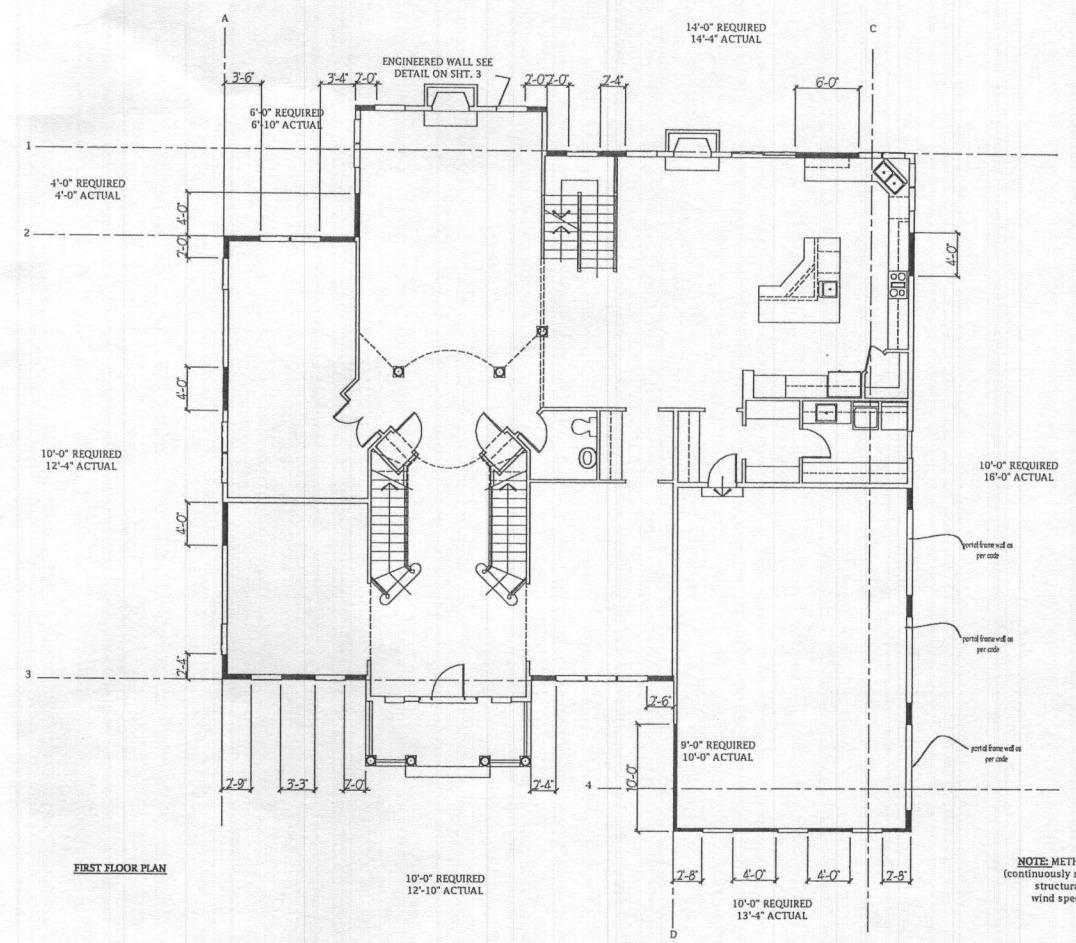 A
14'-0" REQUIRED
14'-4" ACTUAL
C
ENGINEERED WALL SEE
DETAIL ON SHT. 3
3'-6"
3'-4"
2'-0"
2'-0"
2'-0"
2'-4"
6'-0"
6'-0" REQUIRED
6'-10" ACTUAL
1
4'-0" REQUIRED
4'-0" ACTUAL
4'-0"
2
2'-0"
4'-0"
4'-0"
10'-0" REQUIRED
12'-4" ACTUAL
10'-0" REQUIRED
16'-0" ACTUAL
4'-0"
portal frame wall as
per code
portal frame wall as
per code
2'-4"
3
2'-6"
9'-0" REQUIRED
10'-0" ACTUAL
portal frame wall as
per code
10'-0"
2'-9"
3'-3"
2'-0"
2'-4"
4
FIRST FLOOR PLAN
10'-0" REQUIRED
12'-10" ACTUAL
2'-8"
4'-0"
4'-0"
2'-8"
10'-0" REQUIRED
13'-4" ACTUAL
D
NOTE: METH
(continuously s
structura
wind spee